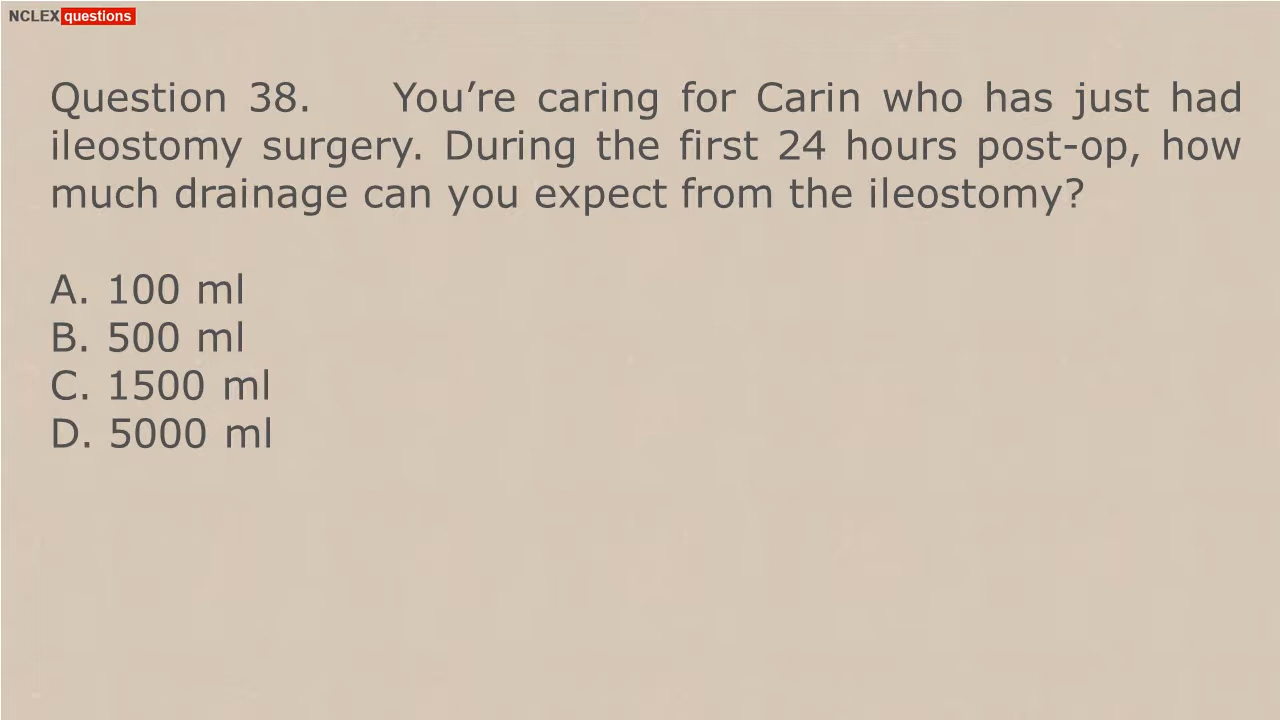 NCLEX questions
Question 38. You’re caring for Carin who has just had
ileostomy surgery. During the first 24 hours post-op, how
much drainage can you expect from the ileostomy?
A. 100 ml
B. 500 ml
C. 1500 ml
D. 5000 ml